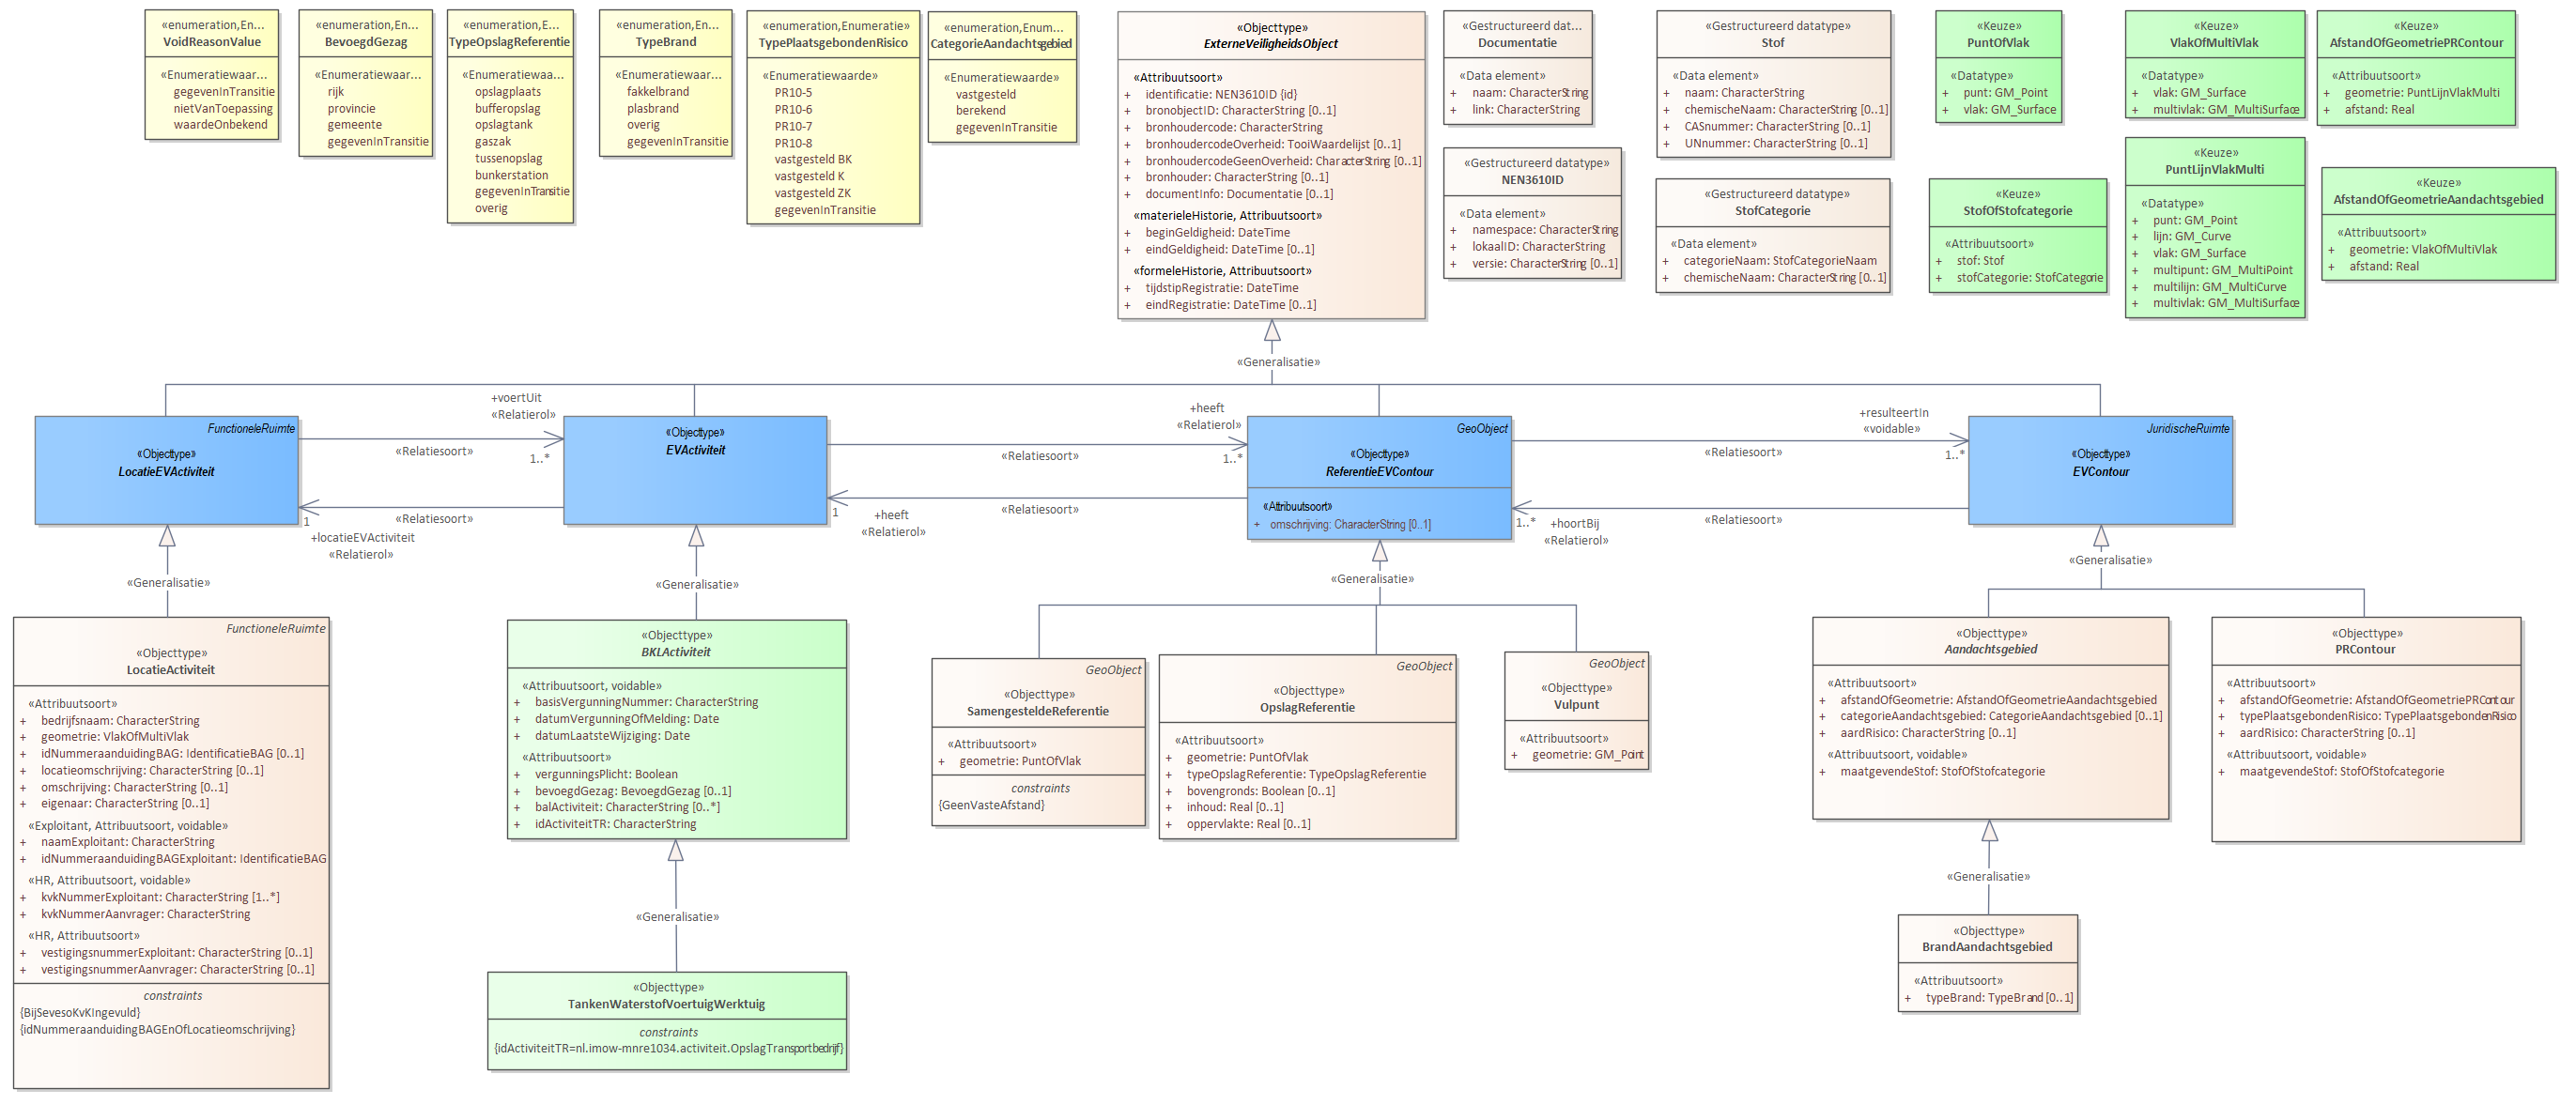 «enumeration,En...
VoidReasonValue
«Enumeratiewaar...
gegevenInTransitie
nietVanToepassing
waardeOnbekend
«enumeration,En...
BevoegdGezag
«Enumeratiewaar...
rijk
provincie
gemeente
gegevenInTransitie
«enumeration,E...
TypeOpslagReferentie
«Enumeratiewaa...
opslagplaats
bufferopslag
opslagtank
gaszak
tussenopslag
bunkerstation
gegevenInTransitie
overig
«enumeration,En...
TypeBrand
«Enumeratiewaar...
fakkelbrand
plasbrand
overig
gegevenInTransitie
«enumeration,Enumeratie»
TypePlaatsgebondenRisico
«Enumeratiewaarde»
PR10-5
PR10-6
PR10-7
PR10-8
vastgesteld BK
vastgesteld K
vastgesteld ZK
gegevenInTransitie
«enumeration,Enum...
CategorieAandachtsgebied
«Enumeratiewaarde»
vastgesteld
berekend
gegevenInTransitie
«Objecttype»
ExterneVeiligheidsObject
«Attribuutsoort»
+ identificatie: NEN3610ID {id}
+ bronobjectID: CharacterString [0..1]
+ bronhoudercode: CharacterString
+ bronhoudercodeOverheid: TooiWaardelijst [0..1]
+ bronhoudercodeGeenOverheid: CharacterString [0..1]
+ bronhouder: CharacterString [0..1]
+ documentInfo: Documentatie [0..1]
«materieleHistorie, Attribuutsoort»
+ beginGeldigheid: DateTime
+ eindGeldigheid: DateTime [0..1]
«formeleHistorie, Attribuutsoort»
+ tijdstipRegistratie: DateTime
+ eindRegistratie: DateTime [0..1]
«Gestructureerd dat...
Documentatie
«Data element»
+ naam: CharacterString
+ link: CharacterString
«Gestructureerd datatype»
NEN3610ID
«Data element»
+ namespace: CharacterString
+ lokaalID: CharacterString
+ versie: CharacterString [0..1]
«Gestructureerd datatype»
Stof
«Data element»
+ naam: CharacterString
+ chemischeNaam: CharacterString [0..1]
+ CASnummer: CharacterString [0..1]
+ UNnummer: CharacterString [0..1]
«Gestructureerd datatype»
StofCategorie
«Data element»
+ categorieNaam: StofCategorieNaam
+ chemischeNaam: CharacterString [0..1]
«Keuze»
PuntOfVlak
«Datatype»
+ punt: GM_Point
+ vlak: GM_Surface
«Keuze»
StofOfStofcategorie
«Attribuutsoort»
+ stof: Stof
+ stofCategorie: StofCategorie
«Keuze»
VlakOfMultiVlak
«Datatype»
+ vlak: GM_Surface
+ multivlak: GM_MultiSurface
«Keuze»
PuntLijnVlakMulti
«Datatype»
+ punt: GM_Point
+ lijn: GM_Curve
+ vlak: GM_Surface
+ multipunt: GM_MultiPoint
+ multilijn: GM_MultiCurve
+ multivlak: GM_MultiSurface
«Keuze»
AfstandOfGeometriePRContour
«Attribuutsoort»
+ geometrie: PuntLijnVlakMulti
+ afstand: Real
«Keuze»
AfstandOfGeometrieAandachtsgebied
«Attribuutsoort»
+ geometrie: VlakOfMultiVlak
+ afstand: Real
«Generalisatie»
FunctioneleRuimte
«Objecttype»
LocatieEVActiviteit
+voertUit
«Relatierol»
«Relatiesoort»
1..*
«Relatiesoort»
1
+locatieEVActiviteit
«Relatierol»
«Objecttype»
EVActiviteit
+heeft
«Relatierol»
«Relatiesoort»
1..*
«Relatiesoort»
1
+heeft
«Relatierol»
GeoObject
«Objecttype»
ReferentieEVContour
«Attribuutsoort»
+ omschrijving: CharacterString [0..1]
+resulteertIn
«voidable»
«Relatiesoort»
1..*
«Relatiesoort»
1..*
+hoortBij
«Relatierol»
JuridischeRuimte
«Objecttype»
EVContour
«Generalisatie»
«Generalisatie»
«Generalisatie»
«Generalisatie»
FunctioneleRuimte
«Objecttype»
LocatieActiviteit
«Attribuutsoort»
+ bedrijfsnaam: CharacterString
+ geometrie: VlakOfMultiVlak
+ idNummeraanduidingBAG: IdentificatieBAG [0..1]
+ locatieomschrijving: CharacterString [0..1]
+ omschrijving: CharacterString [0..1]
+ eigenaar: CharacterString [0..1]
«Exploitant, Attribuutsoort, voidable»
+ naamExploitant: CharacterString
+ idNummeraanduidingBAGExploitant: IdentificatieBAG
«HR, Attribuutsoort, voidable»
+ kvkNummerExploitant: CharacterString [1..*]
+ kvkNummerAanvrager: CharacterString
«HR, Attribuutsoort»
+ vestigingsnummerExploitant: CharacterString [0..1]
+ vestigingsnummerAanvrager: CharacterString [0..1]
constraints
{BijSevesoKvKIngevuld}
{idNummeraanduidingBAGEnOfLocatieomschrijving}
«Objecttype»
BKLActiviteit
«Attribuutsoort, voidable»
+ basisVergunningNummer: CharacterString
+ datumVergunningOfMelding: Date
+ datumLaatsteWijziging: Date
«Attribuutsoort»
+ vergunningsPlicht: Boolean
+ bevoegdGezag: BevoegdGezag [0..1]
+ balActiviteit: CharacterString [0..*]
+ idActiviteitTR: CharacterString
«Generalisatie»
«Objecttype»
TankenWaterstofVoertuigWerktuig
constraints
{idActiviteitTR=nl.imow-mnre1034.activiteit.OpslagTransportbedrijf}
GeoObject
«Objecttype»
SamengesteldeReferentie
«Attribuutsoort»
+ geometrie: PuntOfVlak
constraints
{GeenVasteAfstand}
GeoObject
«Objecttype»
OpslagReferentie
«Attribuutsoort»
+ geometrie: PuntOfVlak
+ typeOpslagReferentie: TypeOpslagReferentie
+ bovengronds: Boolean [0..1]
+ inhoud: Real [0..1]
+ oppervlakte: Real [0..1]
GeoObject
«Objecttype»
Vulpunt
«Attribuutsoort»
+ geometrie: GM_Point
«Objecttype»
Aandachtsgebied
«Attribuutsoort»
+ afstandOfGeometrie: AfstandOfGeometrieAandachtsgebied
+ categorieAandachtsgebied: CategorieAandachtsgebied [0..1]
+ aardRisico: CharacterString [0..1]
«Attribuutsoort, voidable»
+ maatgevendeStof: StofOfStofcategorie
«Objecttype»
PRContour
«Attribuutsoort»
+ afstandOfGeometrie: AfstandOfGeometriePRContour
+ typePlaatsgebondenRisico: TypePlaatsgebondenRisico
+ aardRisico: CharacterString [0..1]
«Attribuutsoort, voidable»
+ maatgevendeStof: StofOfStofcategorie
«Generalisatie»
«Objecttype»
BrandAandachtsgebied
«Attribuutsoort»
+ typeBrand: TypeBrand [0..1]